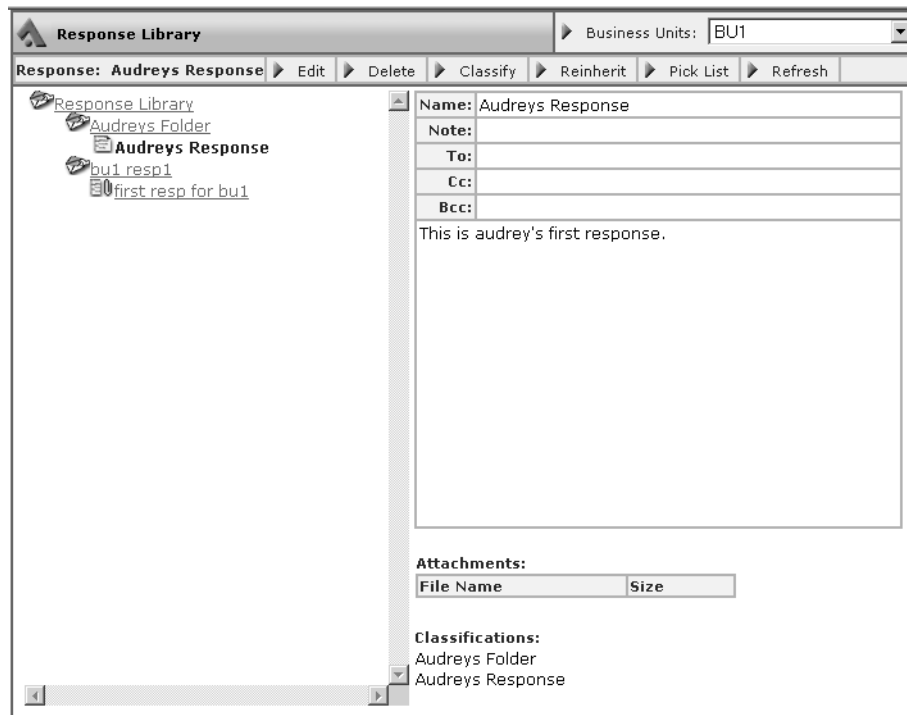 Response Library
Business Units: BU1
Response: Audreys Response Edit Delete Classify Reinherit Pick List Refresh
Response Library
Audreys Folder
Audreys Response
bu1 resp1
first resp for bu1
Name: Audreys Response
Note:
To:
Cc:
Bcc:
This is audrey's first response.
Attachments:
File Name Size
Classifications:
Audreys Folder
Audreys Response